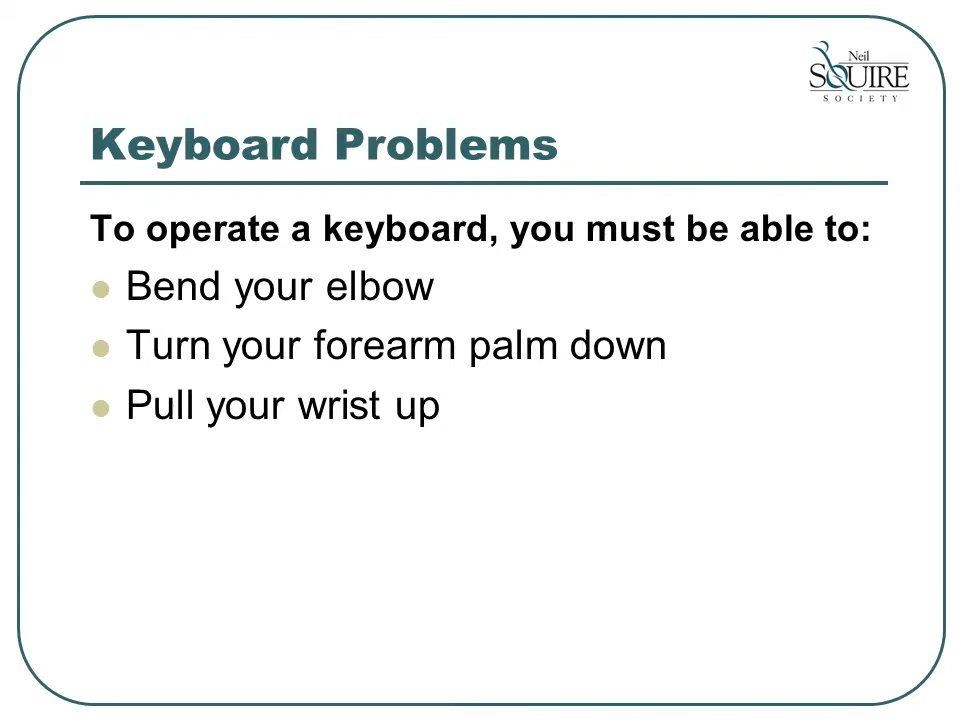 Neil
SQUIRE
SOCIETY
Keyboard Problems
To operate a keyboard, you must be able to:
Bend your elbow
Turn your forearm palm down
Pull your wrist up